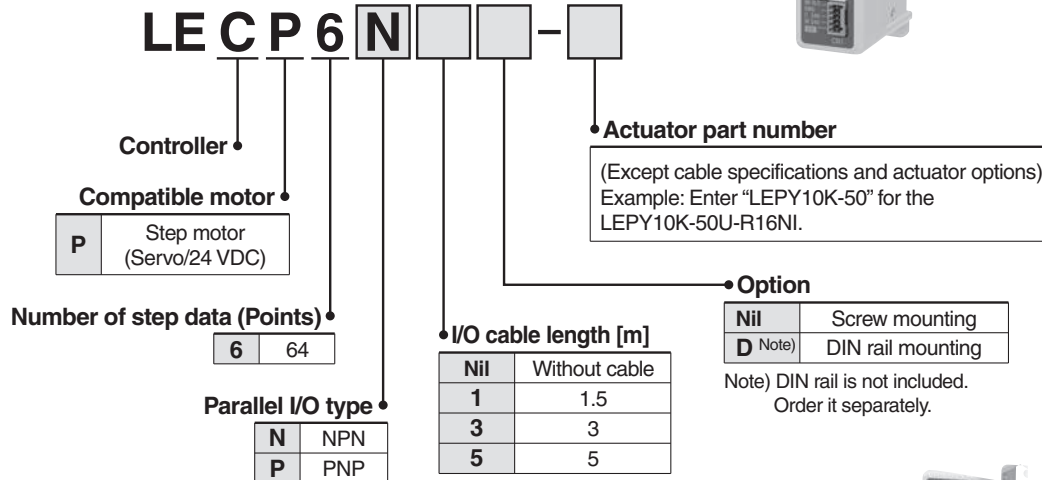 LE C P 6 N – 
Controller
Compatible motor
P Step motor
(Servo/24 VDC)
Number of step data (Points)
6 64
Parallel I/O type
N NPN
P PNP
I/O cable length [m]
Nil Without cable
1 1.5
3 3
5 5
Option
Nil Screw mounting
D Note) DIN rail mounting
Note) DIN rail is not included.
Order it separately.
Actuator part number
(Except cable specifications and actuator options)
Example: Enter “LEPY10K-50” for the
LEPY10K-50U-R16NI.